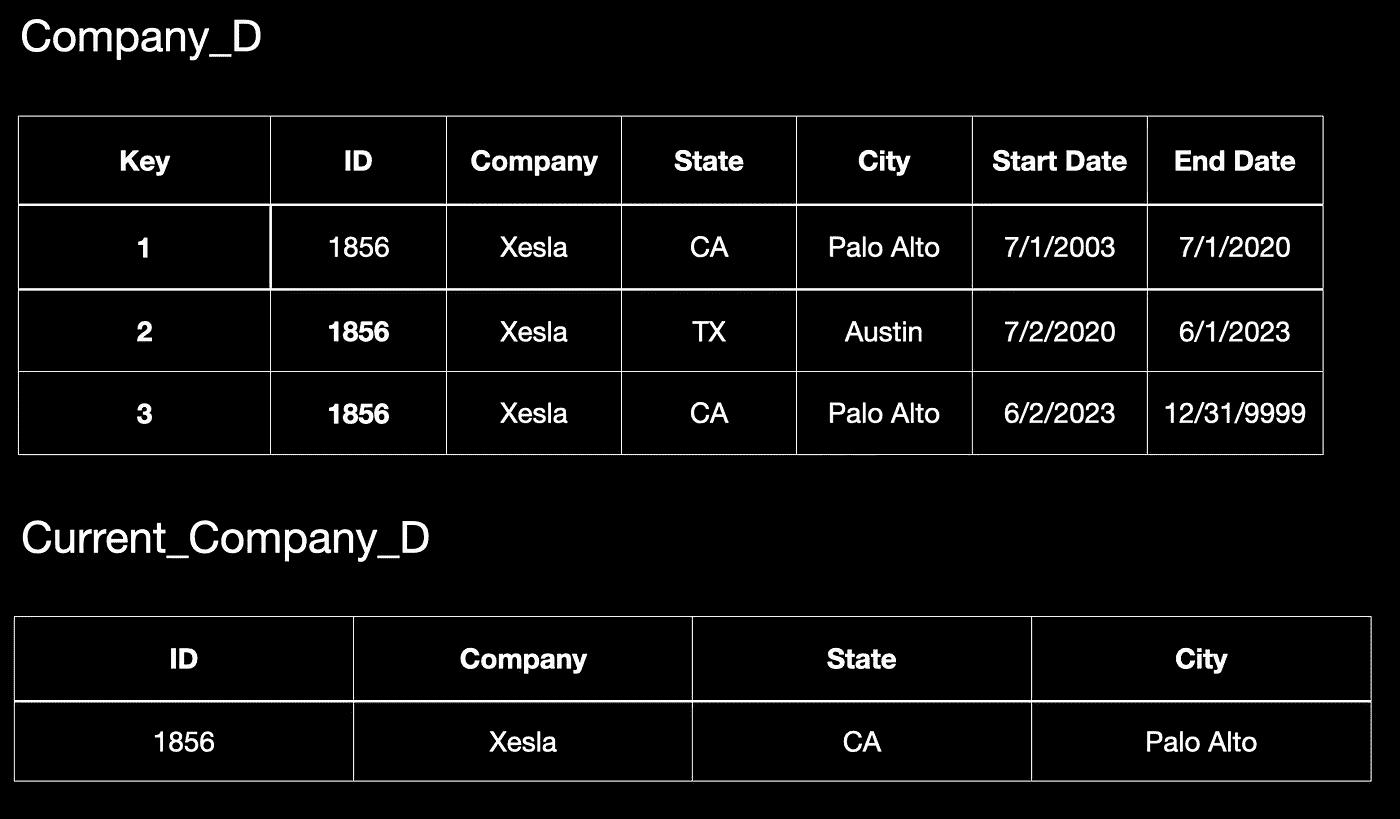 Company_D
Key ID Company State City Start Date End Date
1 1856 Xesla CA Palo Alto 7/1/2003 7/1/2020
2 1856 Xesla TX Austin 7/2/2020 6/1/2023
3 1856 Xesla CA Palo Alto 6/2/2023 12/31/9999
Current_Company_D
ID Company State City
1856 Xesla CA Palo Alto